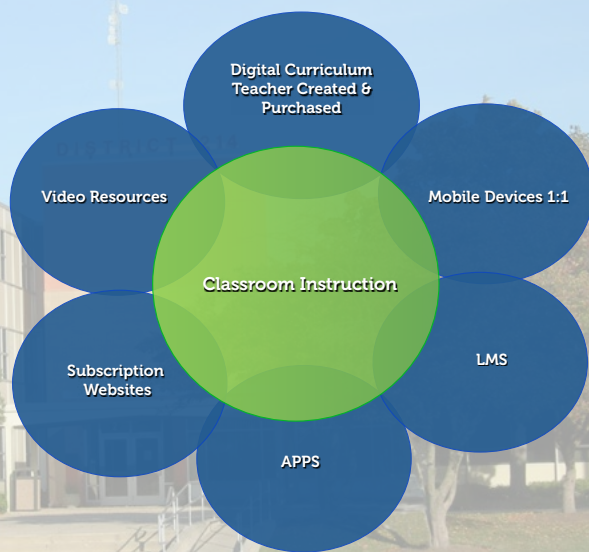 Digital Curriculum
Teacher Created &
Purchased
Video Resources
Mobile Devices 1:1
Classroom Instruction
Subscription
Websites
LMS
APPS